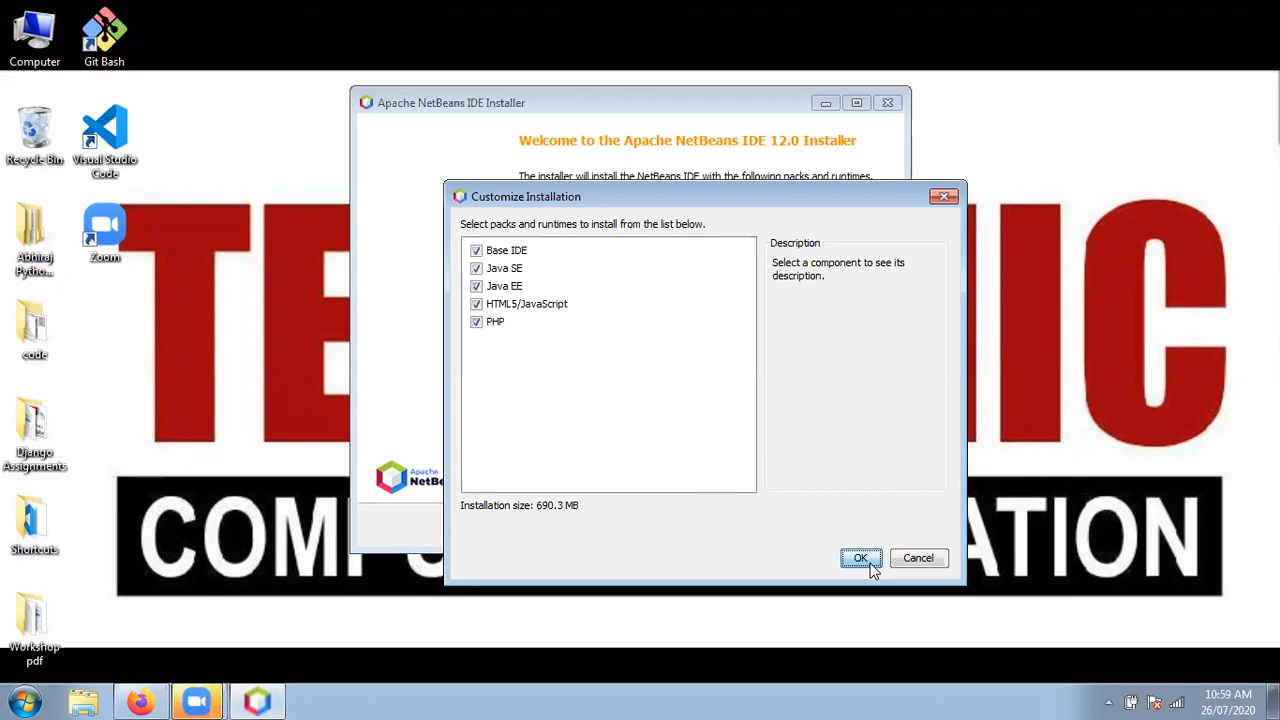 Computer
Git Bash
Recycle Bin
Visual Studio
Code
Abhiraj
Pytho...
Zoom
code
Django
Assignments
Shortcuts
Workshop
pdf
Apache NetBeans IDE Installer
Welcome to the Apache NetBeans IDE 12.0 Installer
The installer will install the NetBeans IDE with the following packs and runtimes.
Apache
Customize Installation
Select packs and runtimes to install from the list below.
Base IDE
Java SE
Java EE
HTML5/JavaScript
PHP
Description
Select a component to see its
description.
Installation size: 690.3 MB
OK
Cancel
10:59 AM
26/07/2020